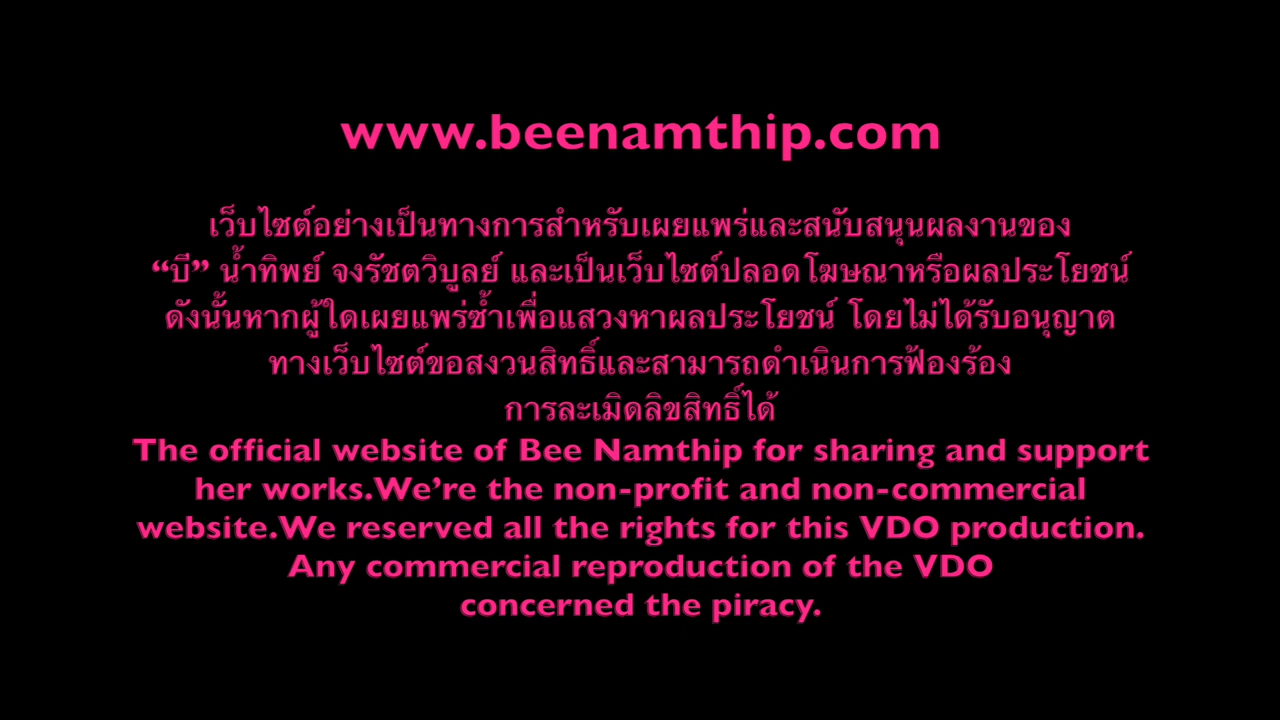 www.beenamthip.com
เว็บไซต์อย่างเป็นทางการสำหรับเผยแพร่และสนับสนุนผลงานของ
“บี” น้ำทิพย์ จงรัชตวิบูลย์ และเป็นเว็บไซต์ปลอดโฆษณาหรือผลประโยชน์
ดังนั้นหากผู้ใดเผยแพร่ซ้ำเพื่อแสวงหาผลประโยชน์ โดยไม่ได้รับอนุญาต
ทางเว็บไซต์ขอสงวนสิทธิ์และสามารถดำเนินการฟ้องร้อง
การละเมิดลิขสิทธิ์ได้
The official website of Bee Namthip for sharing and support
her works.We’re the non-profit and non-commercial
website.We reserved all the rights for this VDO production.
Any commercial reproduction of the VDO
concerned the piracy.